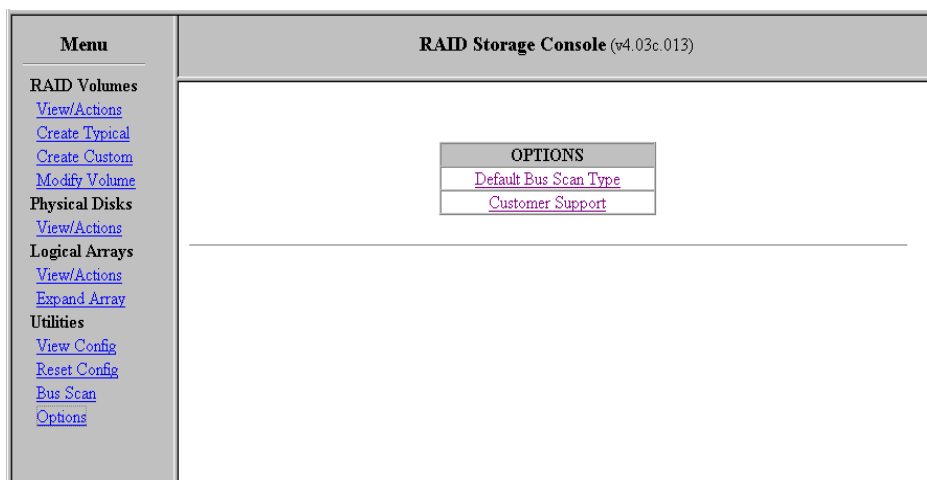 Menu
RAID Storage Console (v4.03c.013)
RAID Volumes
View/Actions
Create Typical
Create Custom
Modify Volume
Physical Disks
View/Actions
Logical Arrays
View/Actions
Expand Array
Utilities
View Config
Reset Config
Bus Scan
Options
OPTIONS
Default Bus Scan Type
Customer Support